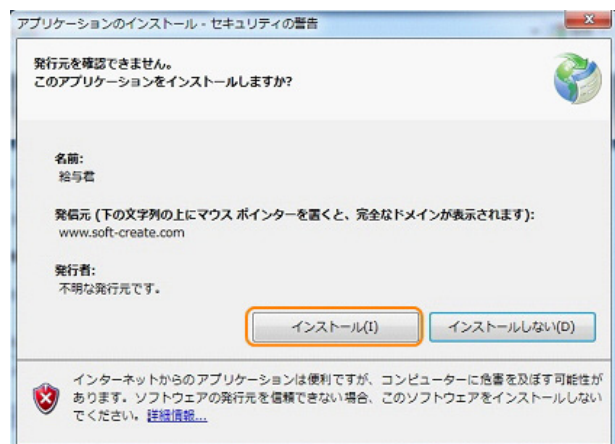 アプリケーションのインストール - セキュリティの警告
発行元を確認できません。
このアプリケーションをインストールしますか?
名前:
給与君
発信元 (下の文字列の上にマウス ポインターを置くと、完全なドメインが表示されます):
www.soft-create.com
発行者:
不明な発行元です。
インストール(I)
インストールしない(D)
インターネットからのアプリケーションは便利ですが、コンピューターに危害を及ぼす可能性が
あります。ソフトウェアの発行元を信頼できない場合、このソフトウェアをインストールしない
でください。詳細情報...